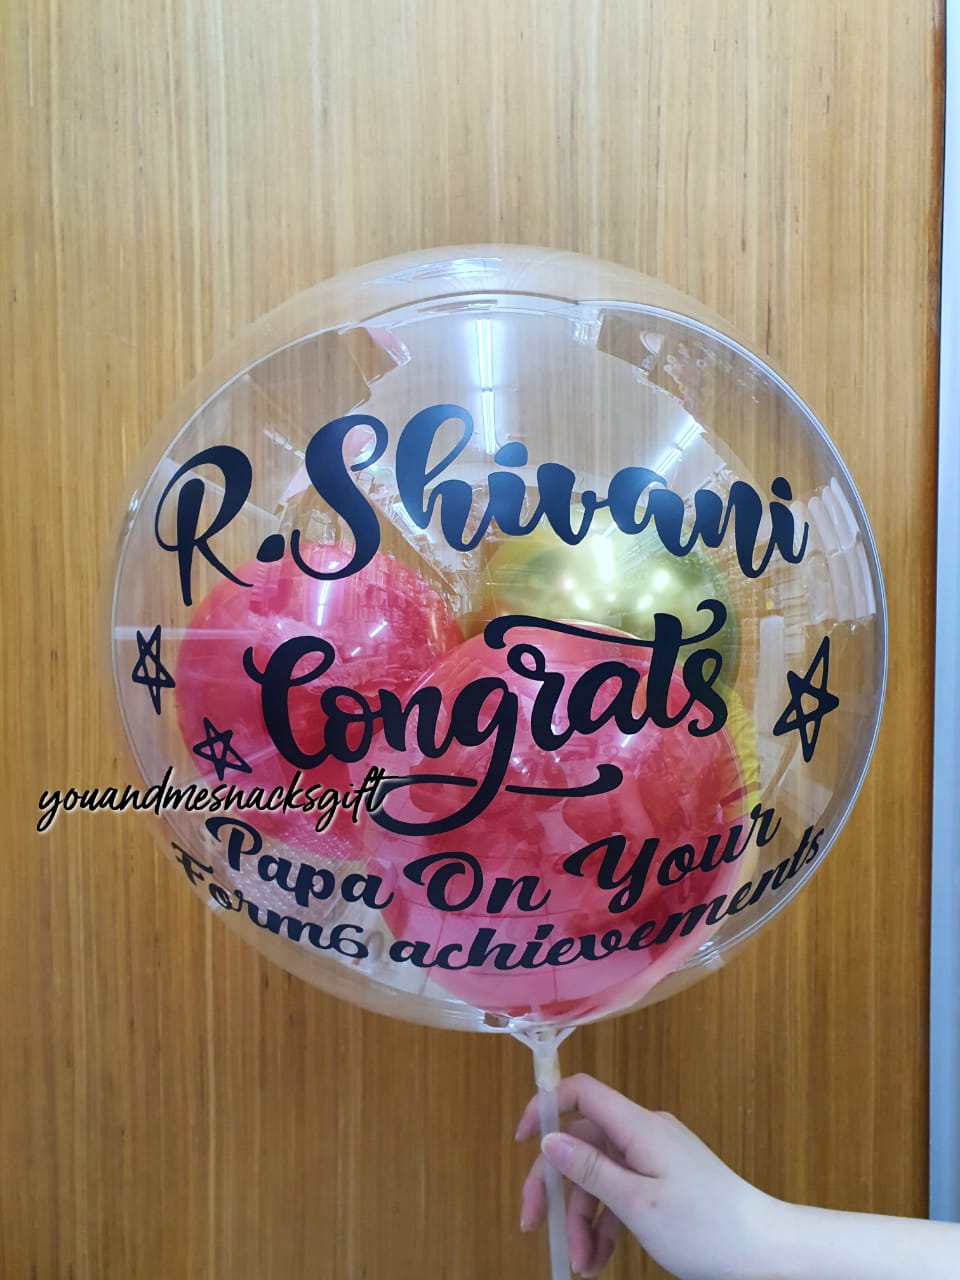 R.Shivani
Congrats
youandmesnacksgift
Papa On Your
Form6 achievements